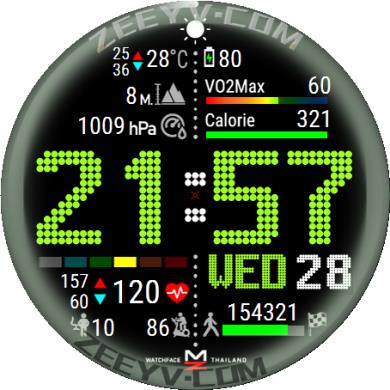 ZEEYV-COM
25 28°C 80
36
VO2Max 60
8 M.
Calorie 321
1009 hPa
21:57
WED 28
157
60 120
154321
10 86
WATCHFACE M THAILAND
ZEEYV-COM